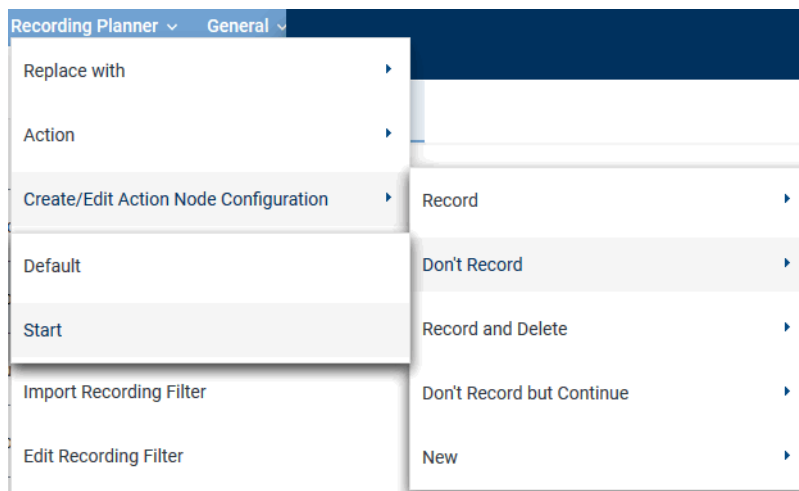 Recording Planner General
Replace with
Action
Create/Edit Action Node Configuration
Record
Default
Don't Record
Start
Record and Delete
Import Recording Filter
Don't Record but Continue
Edit Recording Filter
New